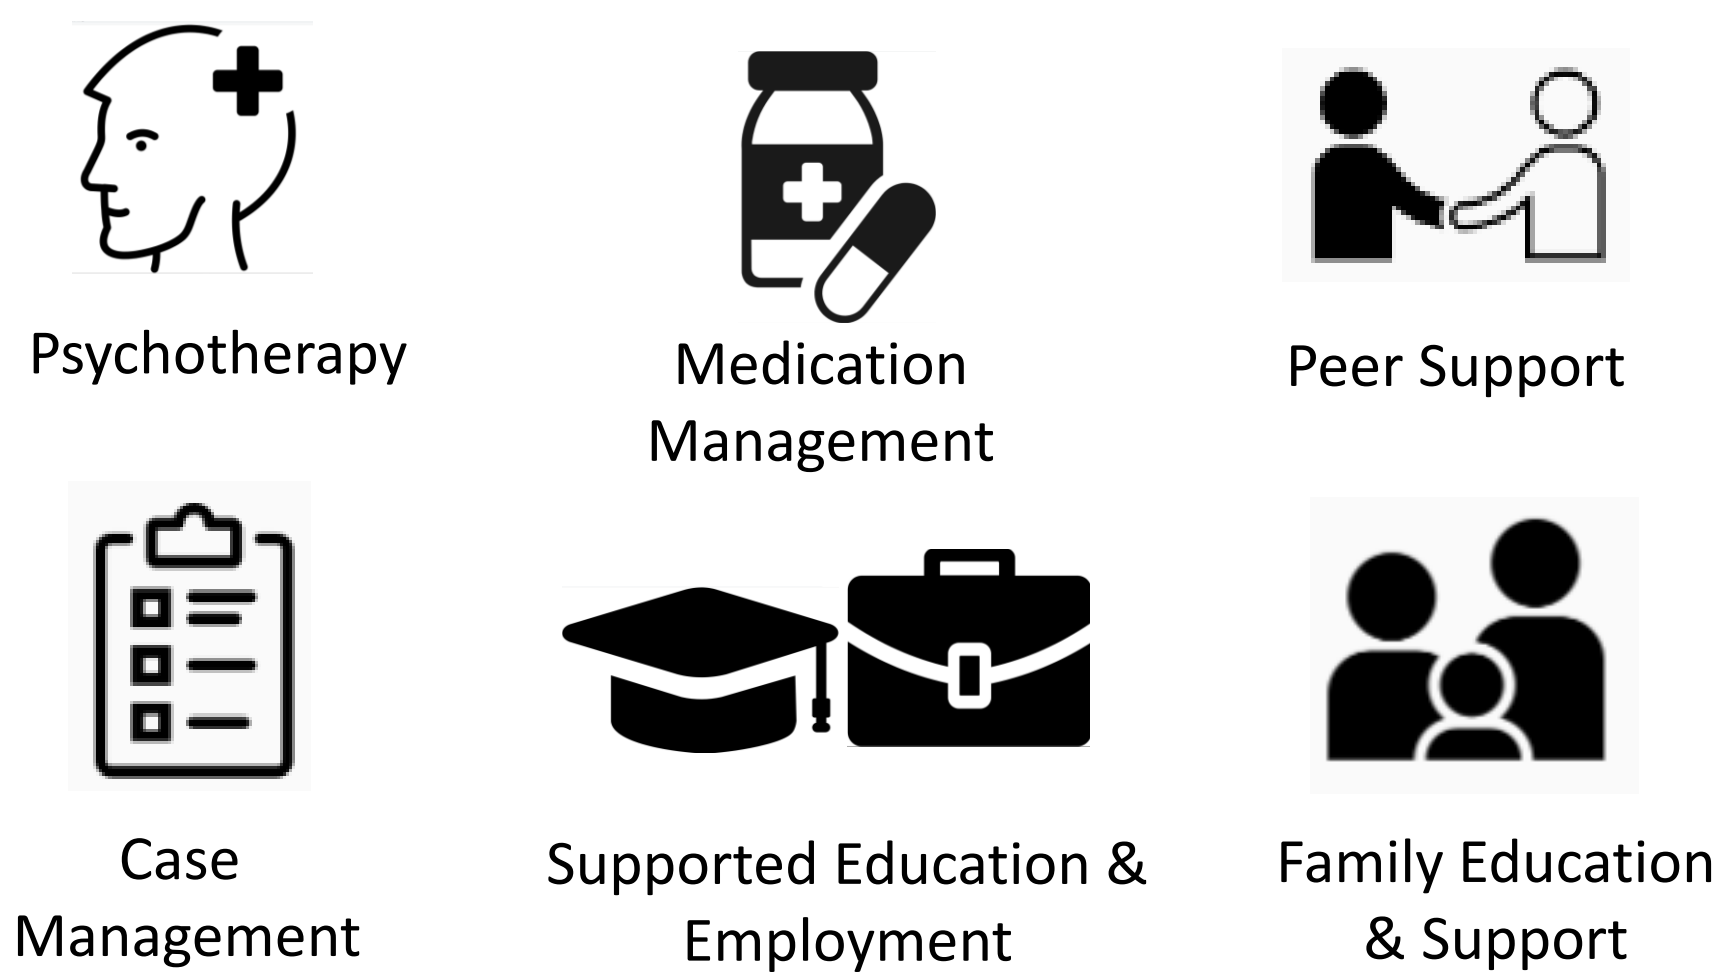 Psychotherapy
Medication
Management
Peer Support
Case
Management
Supported Education &
Employment
Family Education
& Support